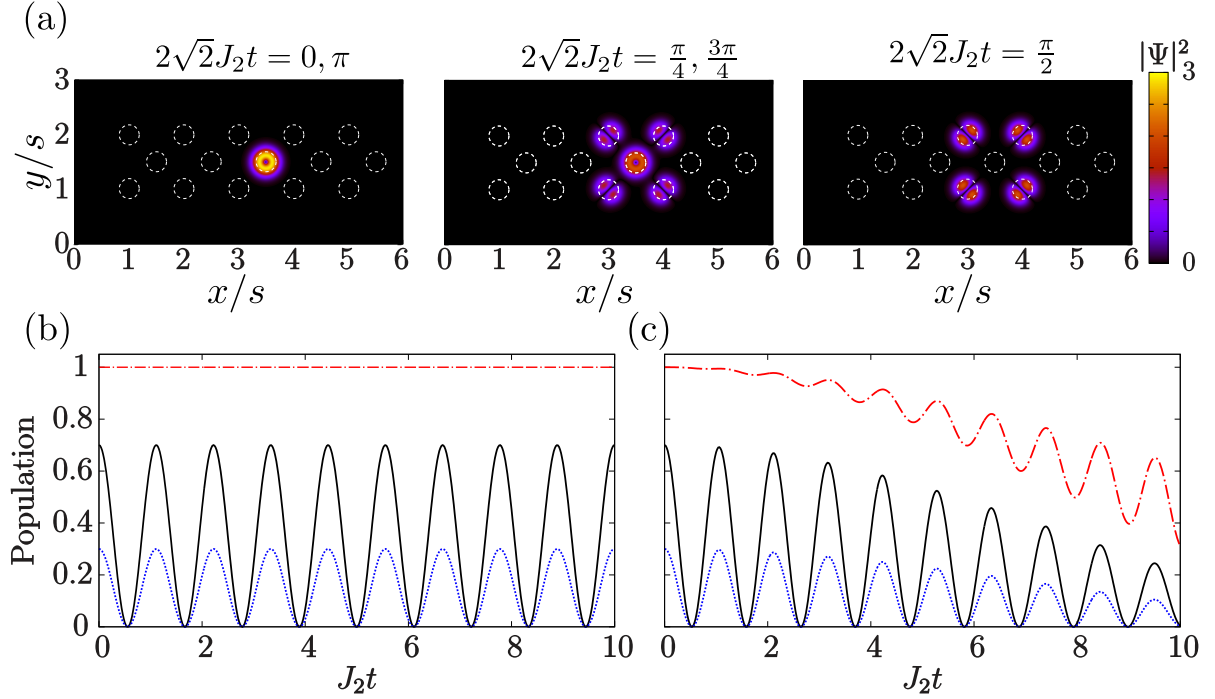 (a)
2√2J₂t = 0, π
2√2J₂t = π/4, 3π/4
2√2J₂t = π/2
|Ψ|²
3
0
y/s
3
2
1
0
0 1 2 3 4 5 6
0 1 2 3 4 5 6
0 1 2 3 4 5 6
x/s
x/s
x/s
(b)
(c)
Population
1
0.8
0.6
0.4
0.2
0
0 2 4 6 8 10
0 2 4 6 8 10
J₂t
J₂t